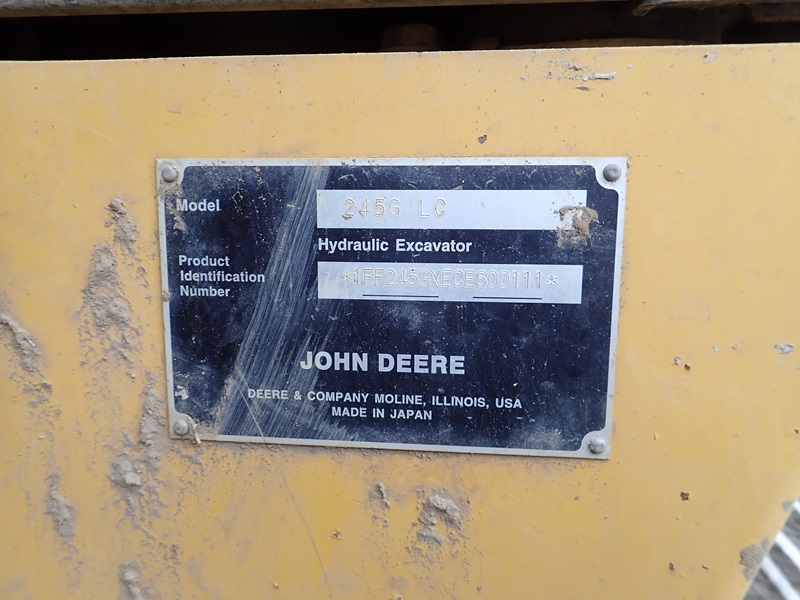 Model 245G LC
Hydraulic Excavator
Product
Identification
Number
*1FF245GXECE600111*
JOHN DEERE
DEERE & COMPANY MOLINE, ILLINOIS, USA
MADE IN JAPAN